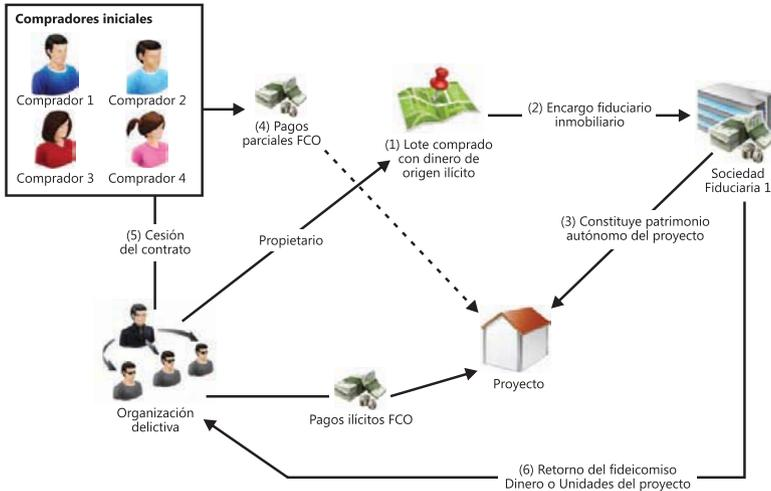 Compradores iniciales
Comprador 1
Comprador 2
Comprador 3
Comprador 4
(4) Pagos
parciales FCO
(1) Lote comprado
con dinero de
origen ilícito
(2) Encargo fiduciario
inmobiliario
Sociedad
Fiduciaria 1
(5) Cesión
del contrato
Propietario
(3) Constituye patrimonio
autónomo del proyecto
Proyecto
Organización
delictiva
Pagos ilícitos FCO
(6) Retorno del fideicomiso
Dinero o Unidades del proyecto